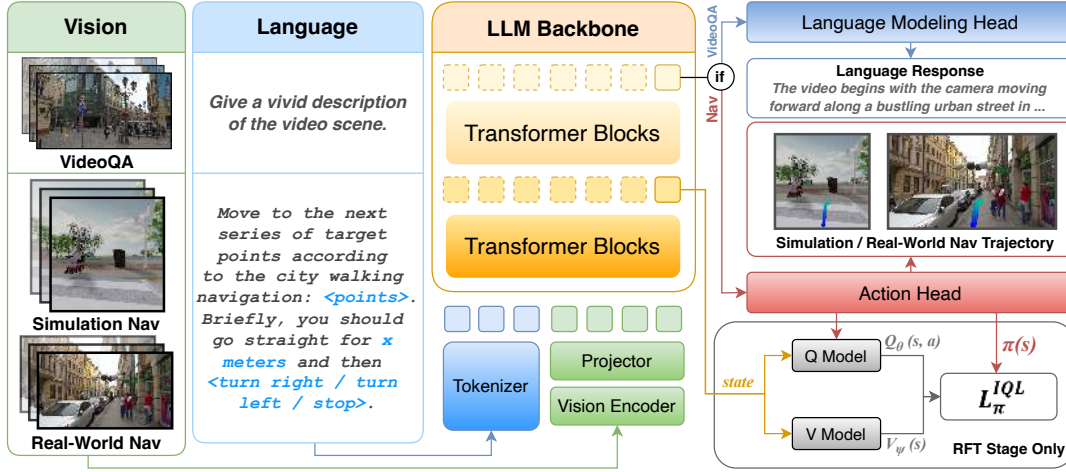 Vision
VideoQA
Simulation Nav
Real-World Nav
Language
Give a vivid description
of the video scene.
Move to the next
series of target
points according
to the city walking
navigation: <points>.
Briefly, you should
go straight for x
meters and then
<turn right / turn
left / stop>.
LLM Backbone
Transformer Blocks
Transformer Blocks
Tokenizer
Projector
Vision Encoder
VideoQA
if
Nav
Language Modeling Head
Language Response
The video begins with the camera moving
forward along a bustling urban street in ...
Simulation / Real-World Nav Trajectory
Action Head
state
Q Model
Q_θ (s, a)
V Model
V_ψ (s)
π(s)
L_π^{IQL}
RFT Stage Only